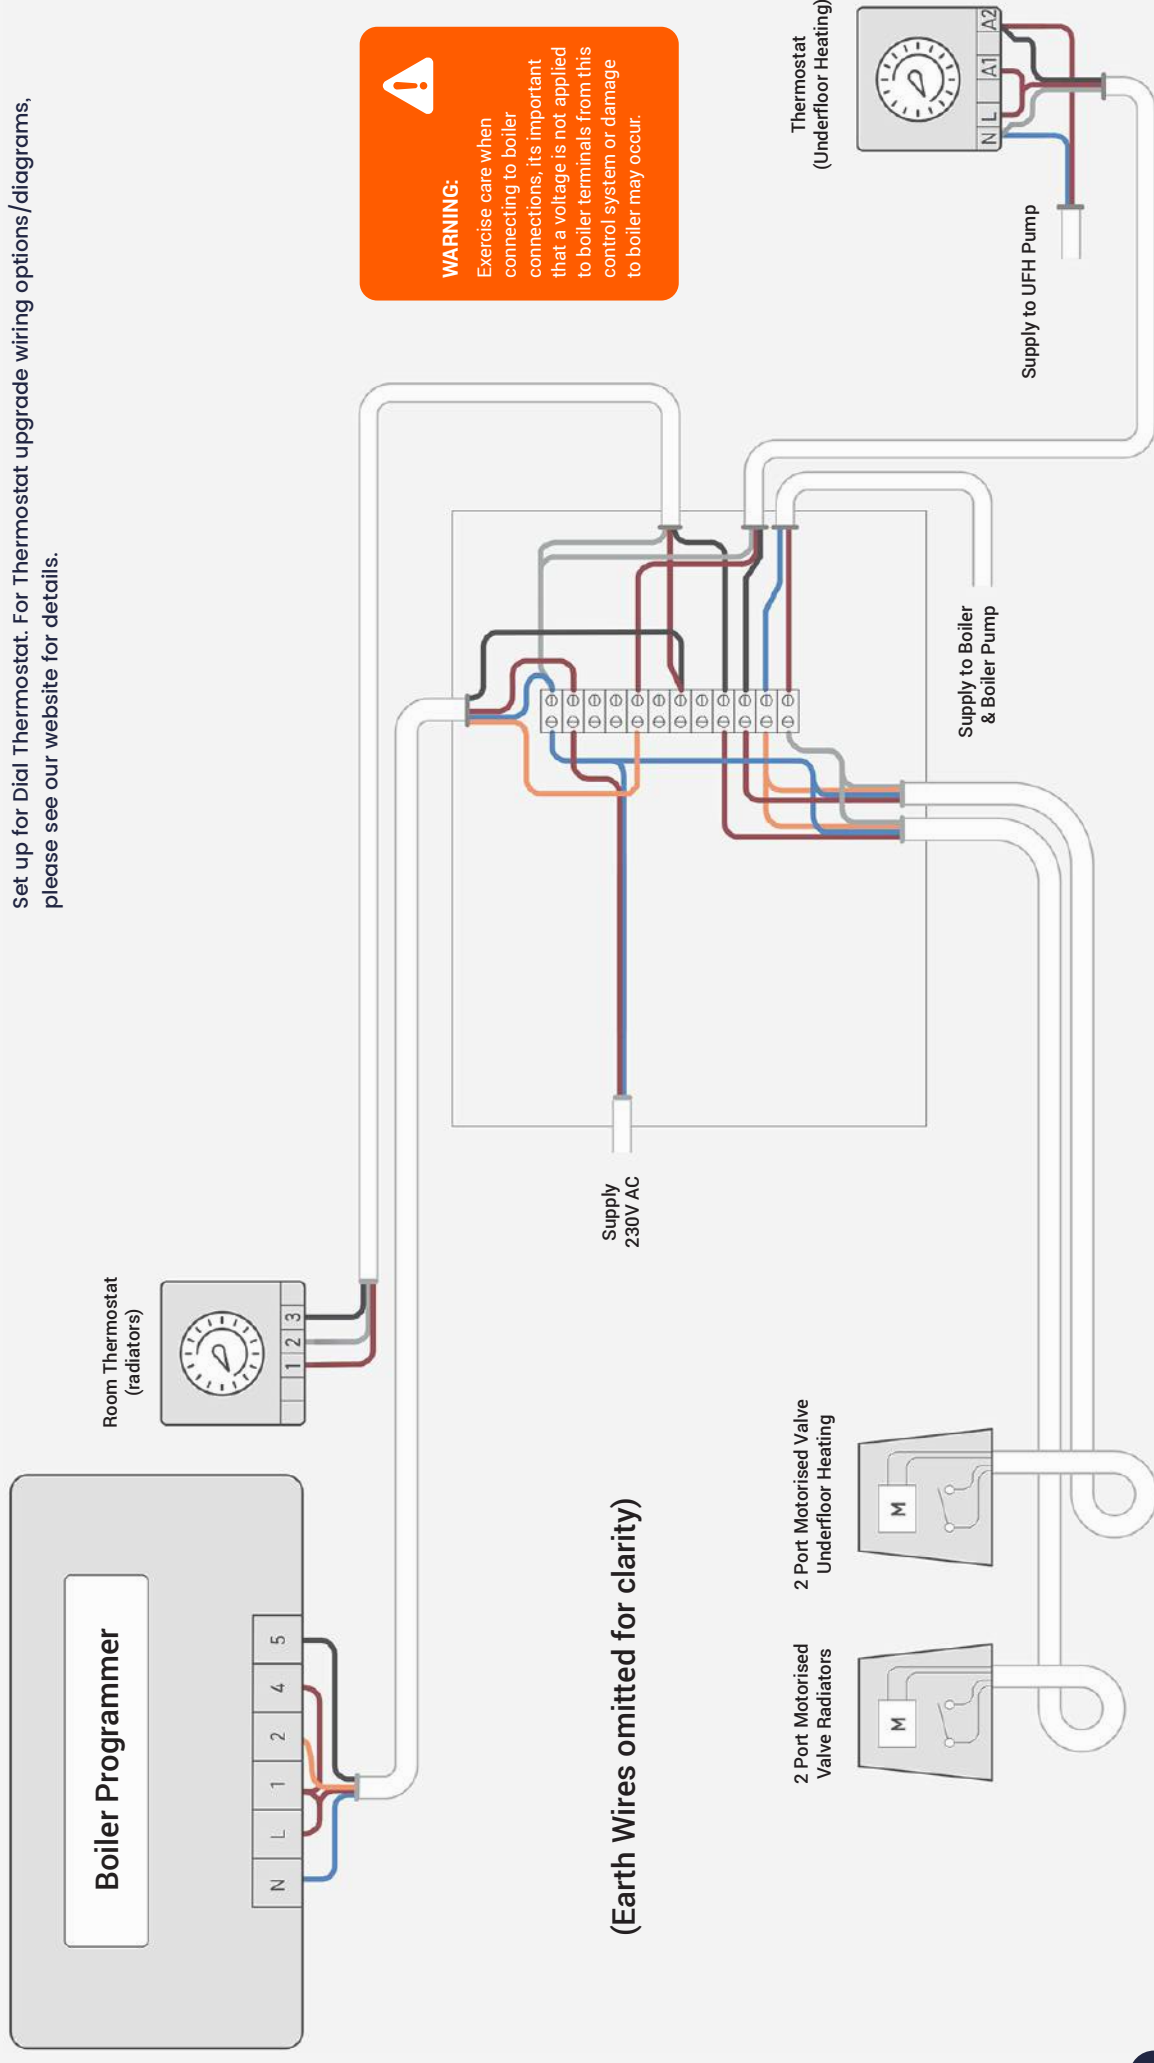 Set up for Dial Thermostat. For Thermostat upgrade wiring options/diagrams,
please see our website for details.
Boiler Programmer
N L 1 2 4 5
Room Thermostat
(radiators)
1 2 3
WARNING:
Exercise care when
connecting to boiler
connections, its important
that a voltage is not applied
to boiler terminals from this
control system or damage
to boiler may occur.
Supply
230V AC
(Earth Wires omitted for clarity)
2 Port Motorised
Valve Radiators
M
2 Port Motorised Valve
Underfloor Heating
M
Supply to Boiler
& Boiler Pump
Thermostat
(Underfloor Heating)
N L A1 A2
Supply to UFH Pump